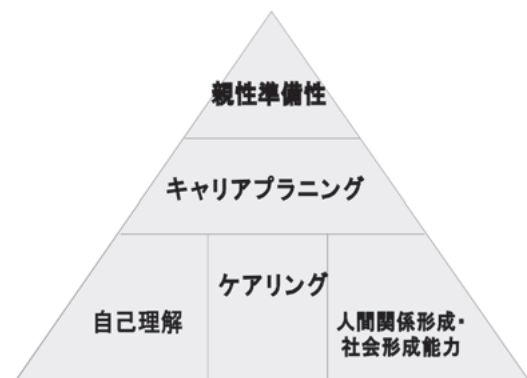 親性準備性
キャリアプラニング
ケアリング
自己理解
人間関係形成・
社会形成能力